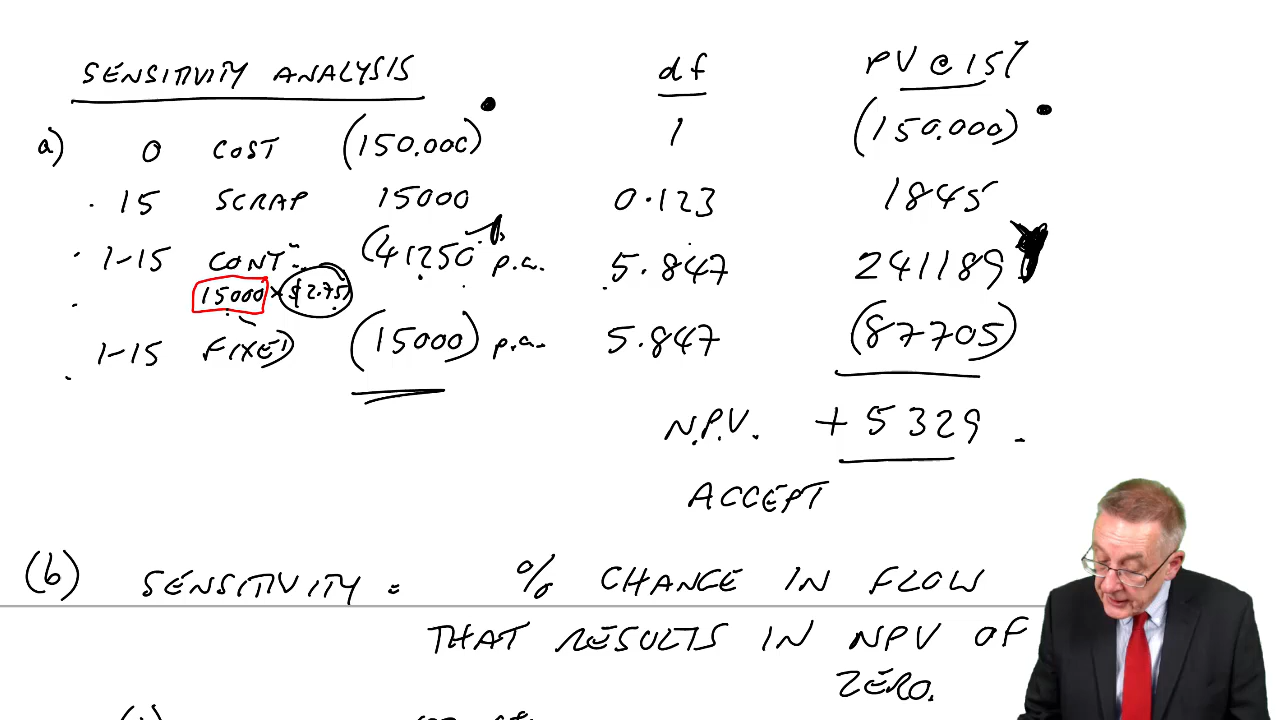 SENSITIVITY ANALYSIS df PV @ 15%
a) 0 COST (150,000) 1 (150,000)
15 SCRAP 15000 0.123 1845
1-15 CONTn (41250 p.a. 5.847 241189
15000 × $2.75
1-15 FIXED (15000) p.a. 5.847 (87705)
N.P.V. +5329
ACCEPT
(b) SENSITIVITY = % CHANGE IN FLOW
THAT RESULTS IN NPV OF
ZERO.